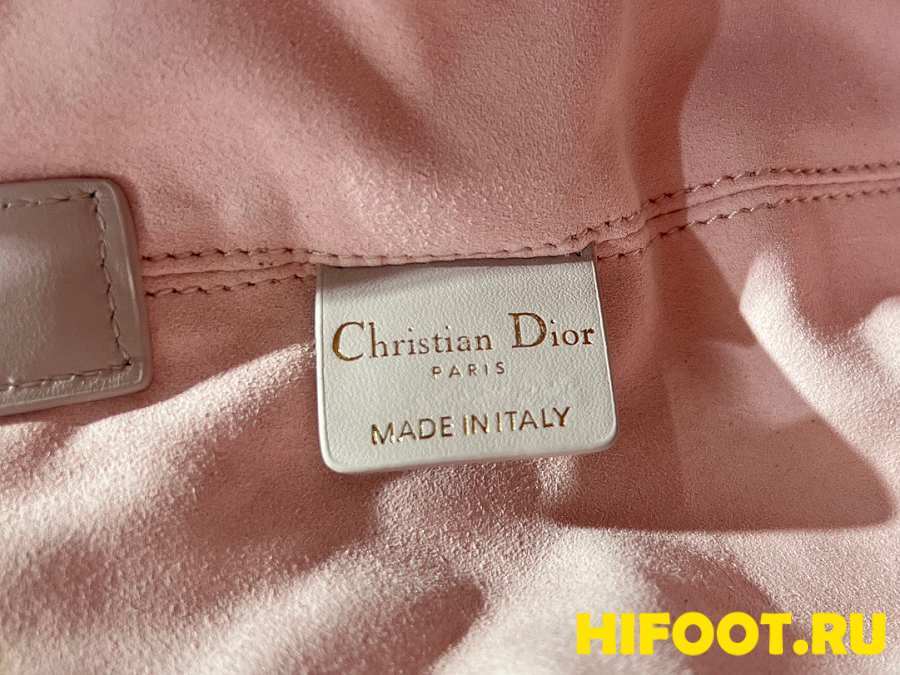 Christian Dior
PARIS
MADE IN ITALY
HIFOOT.RU